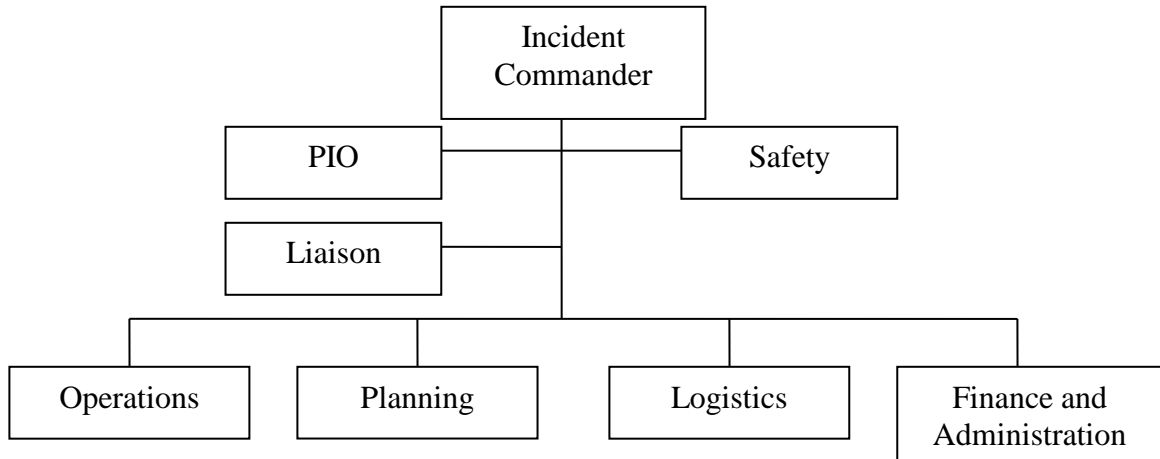 Incident
Commander
PIO
Safety
Liaison
Operations
Planning
Logistics
Finance and
Administration